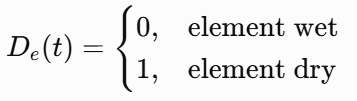 D_e(t) = { 0, element wet
1, element dry